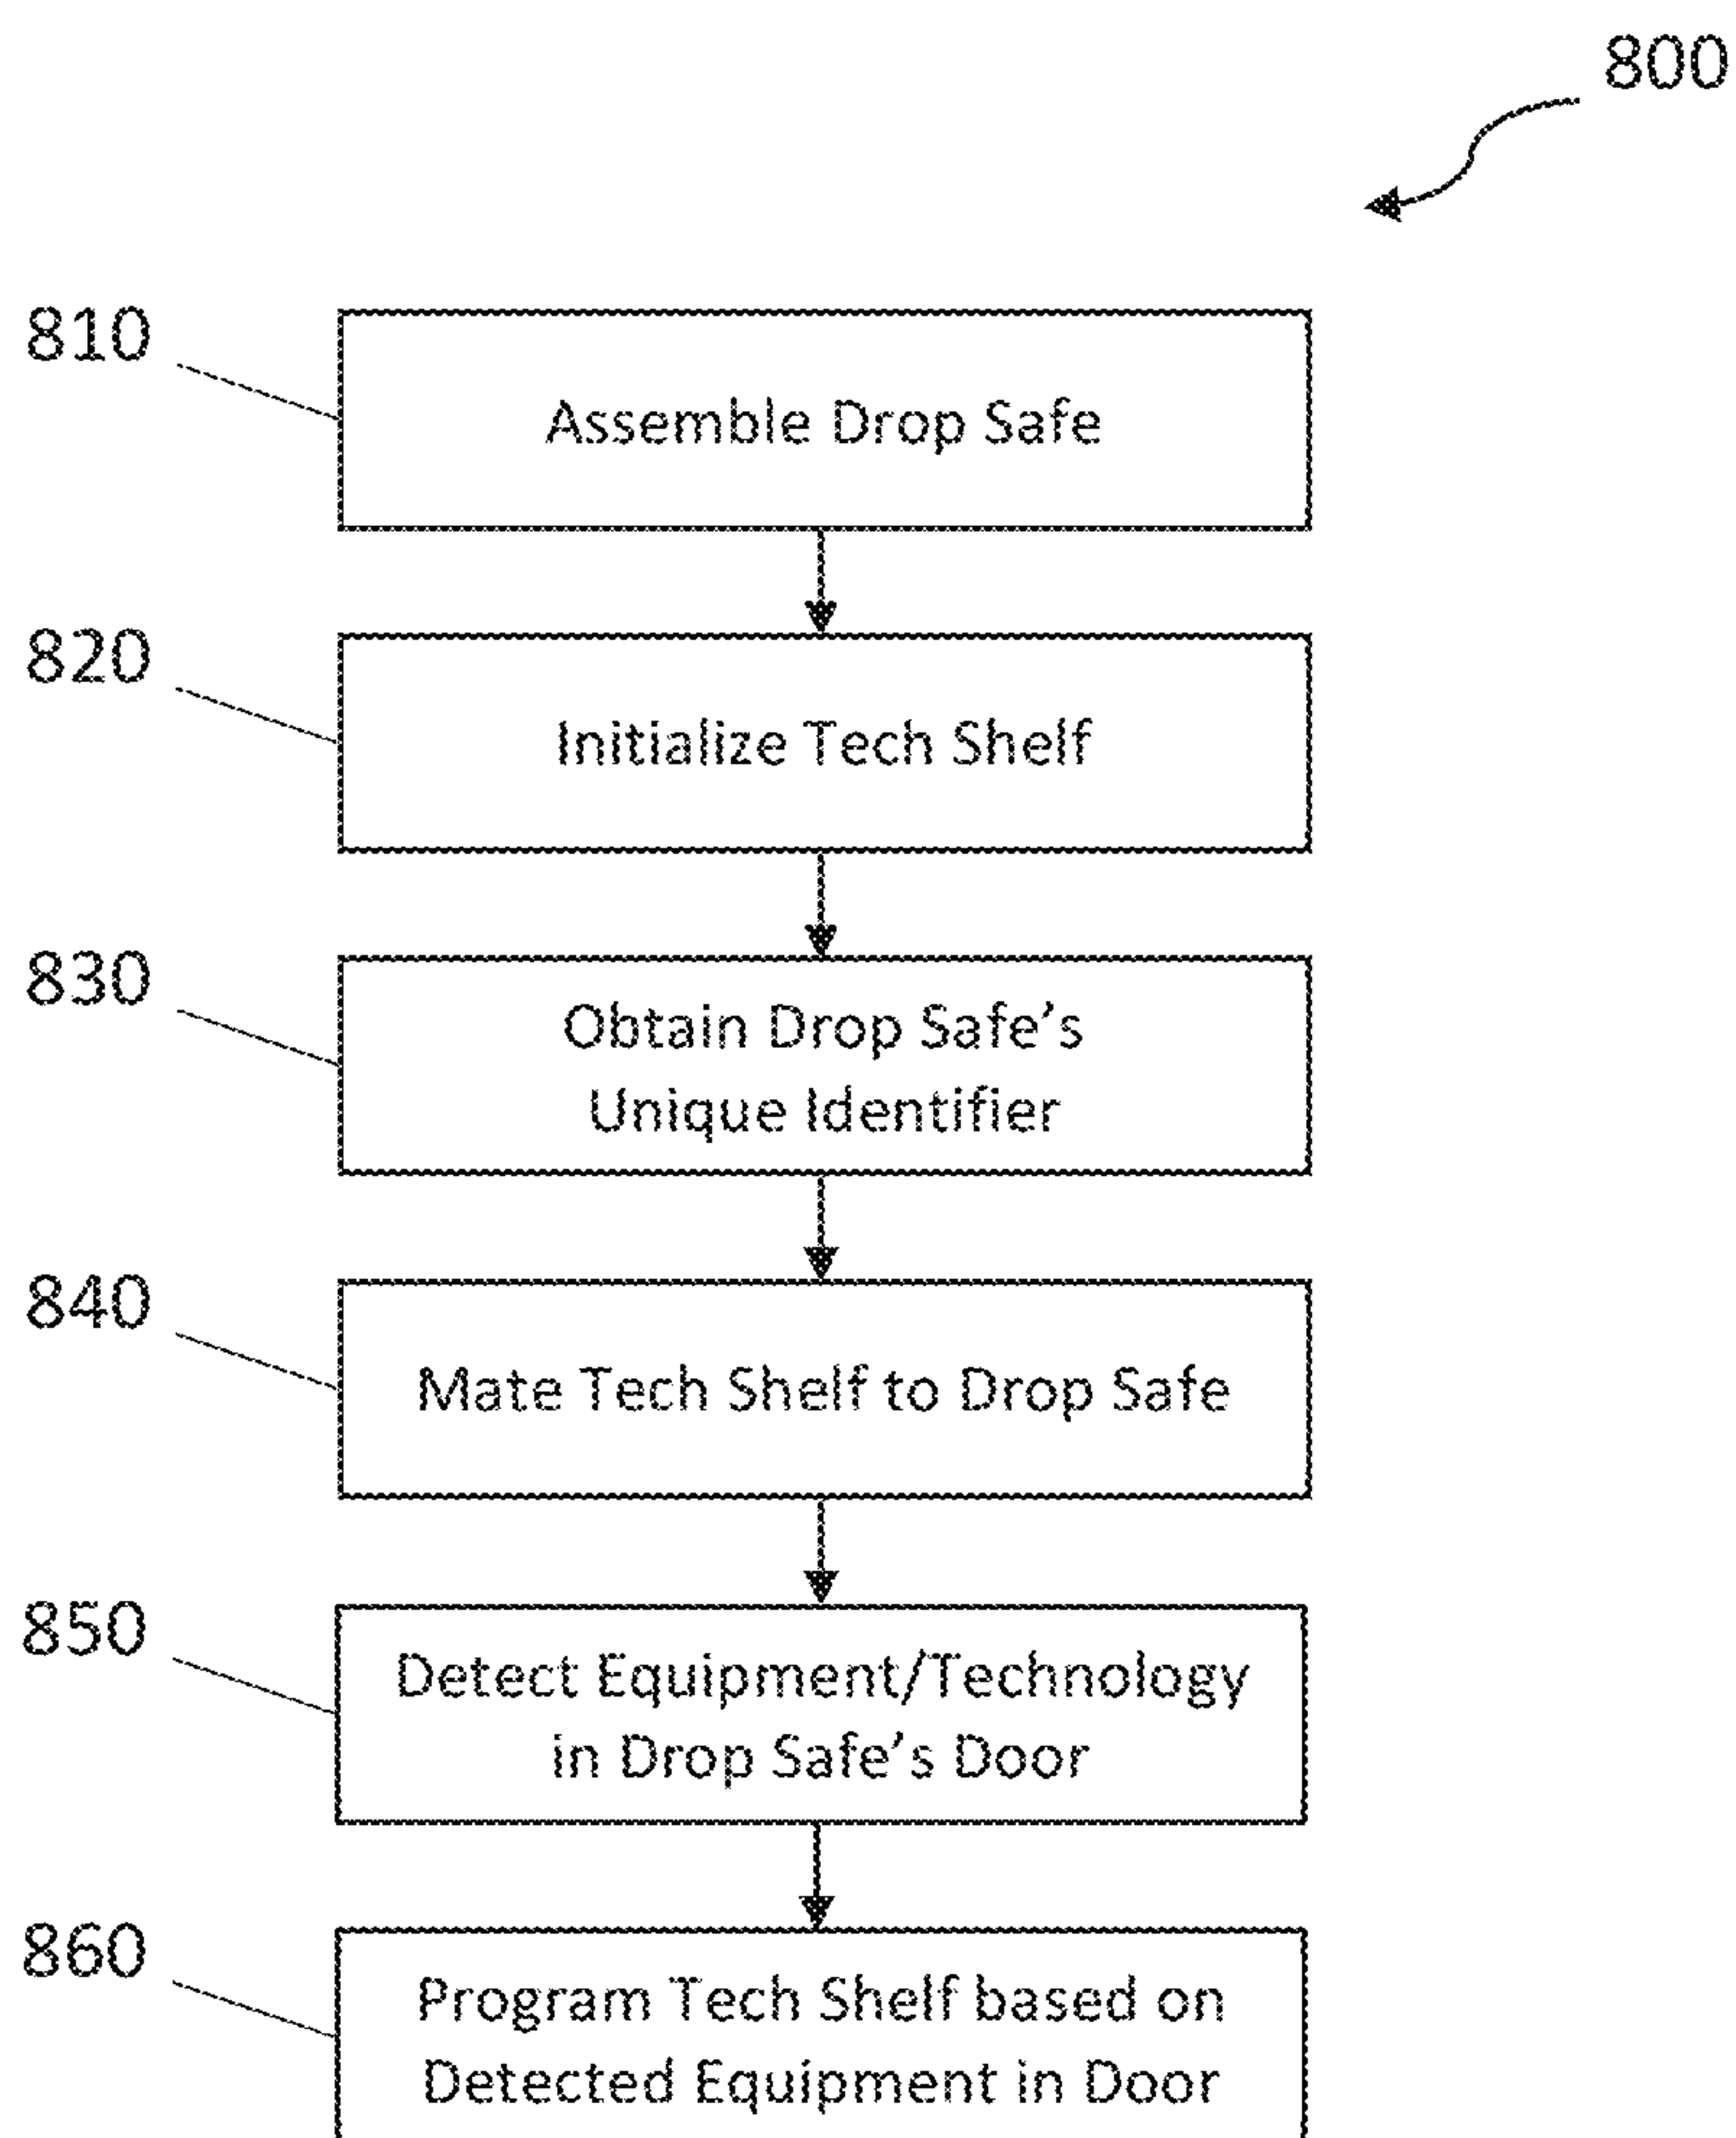 800
810
Assemble Drop Safe
820
Initialize Tech Shelf
830
Obtain Drop Safe's
Unique Identifier
840
Mate Tech Shelf to Drop Safe
850
Detect Equipment/Technology
in Drop Safe's Door
860
Program Tech Shelf based on
Detected Equipment in Door